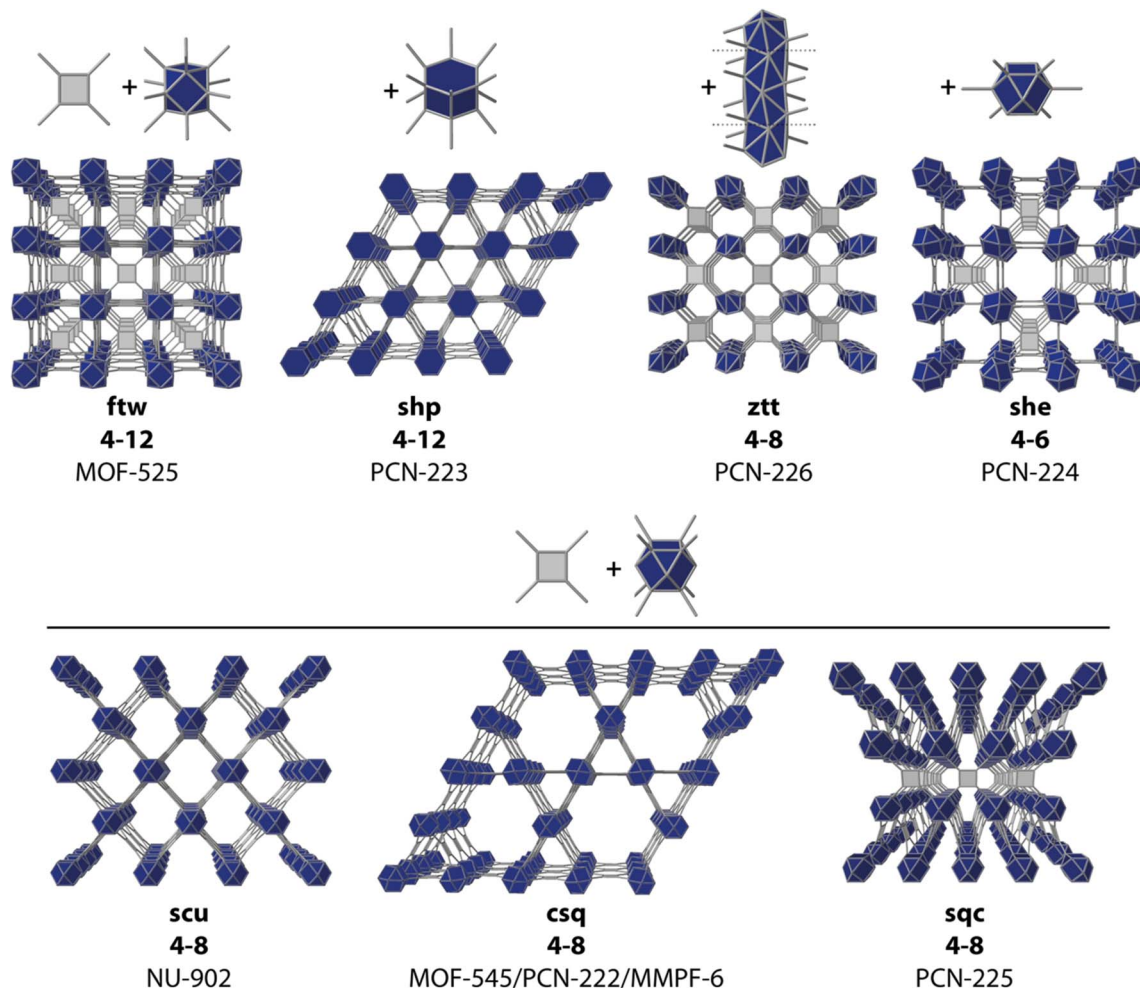 + + + +
ftw shp ztt she
4-12 4-12 4-8 4-6
MOF-525 PCN-223 PCN-226 PCN-224
+
scu csq sqc
4-8 4-8 4-8
NU-902 MOF-545/PCN-222/MMPF-6 PCN-225